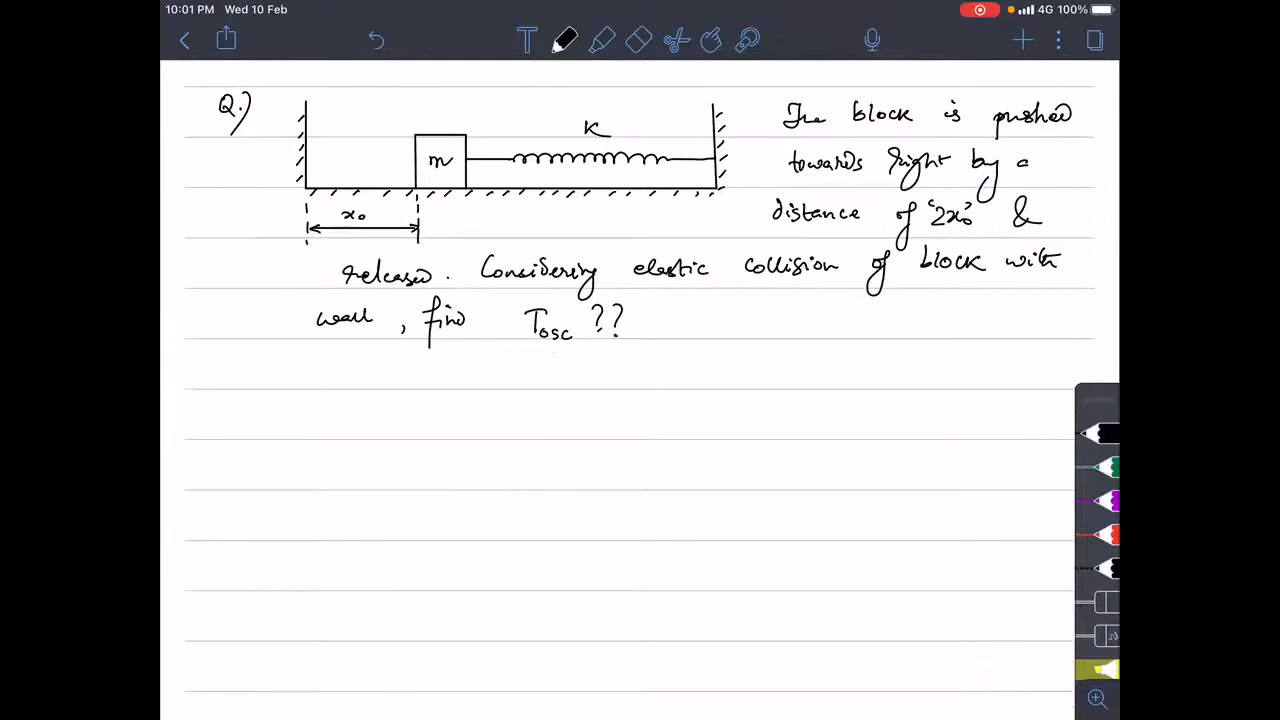 10:01 PM Wed 10 Feb
4G 100%
T
Q.)
K
The block is pushed
m
towards right by a
x₀
distance of '2x₀' &
released. Considering elastic collision of block with
wall, find Tosc ??